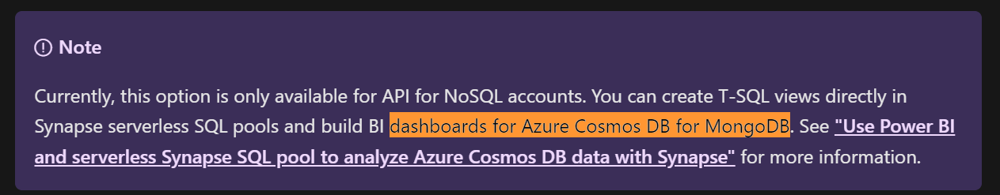 Note
Currently, this option is only available for API for NoSQL accounts. You can create T-SQL views directly in
Synapse serverless SQL pools and build BI dashboards for Azure Cosmos DB for MongoDB. See "Use Power BI
and serverless Synapse SQL pool to analyze Azure Cosmos DB data with Synapse" for more information.